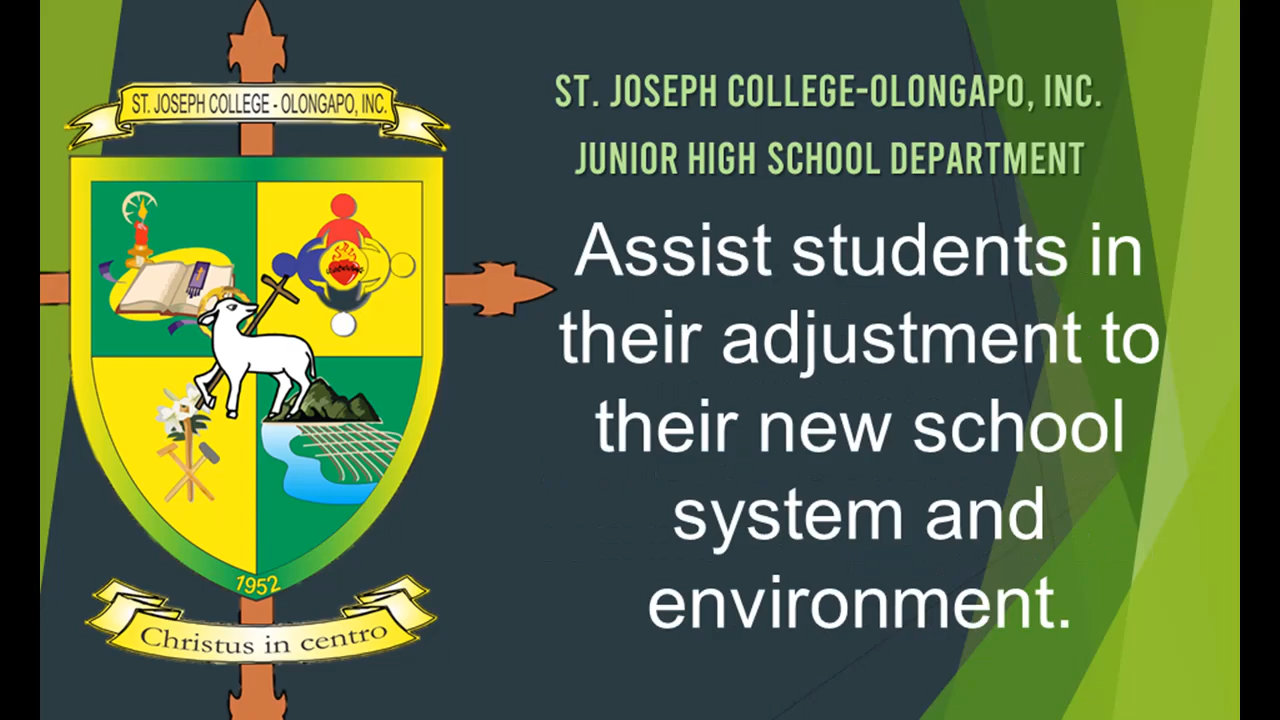 ST. JOSEPH COLLEGE - OLONGAPO, INC.
1952
Christus in centro
ST. JOSEPH COLLEGE-OLONGAPO, INC.
JUNIOR HIGH SCHOOL DEPARTMENT
Assist students in
their adjustment to
their new school
system and
environment.